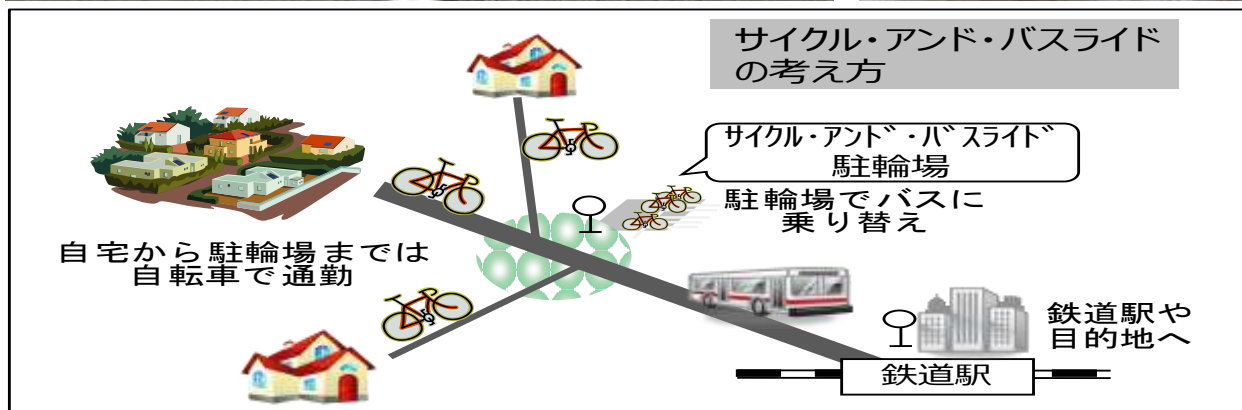 サイクル・アンド・バスライド
の考え方
サイクル・アンド・バスライド
駐輪場
駐輪場でバスに
乗り替え
自宅から駐輪場までは
自転車で通勤
鉄道駅や
目的地へ
鉄道駅